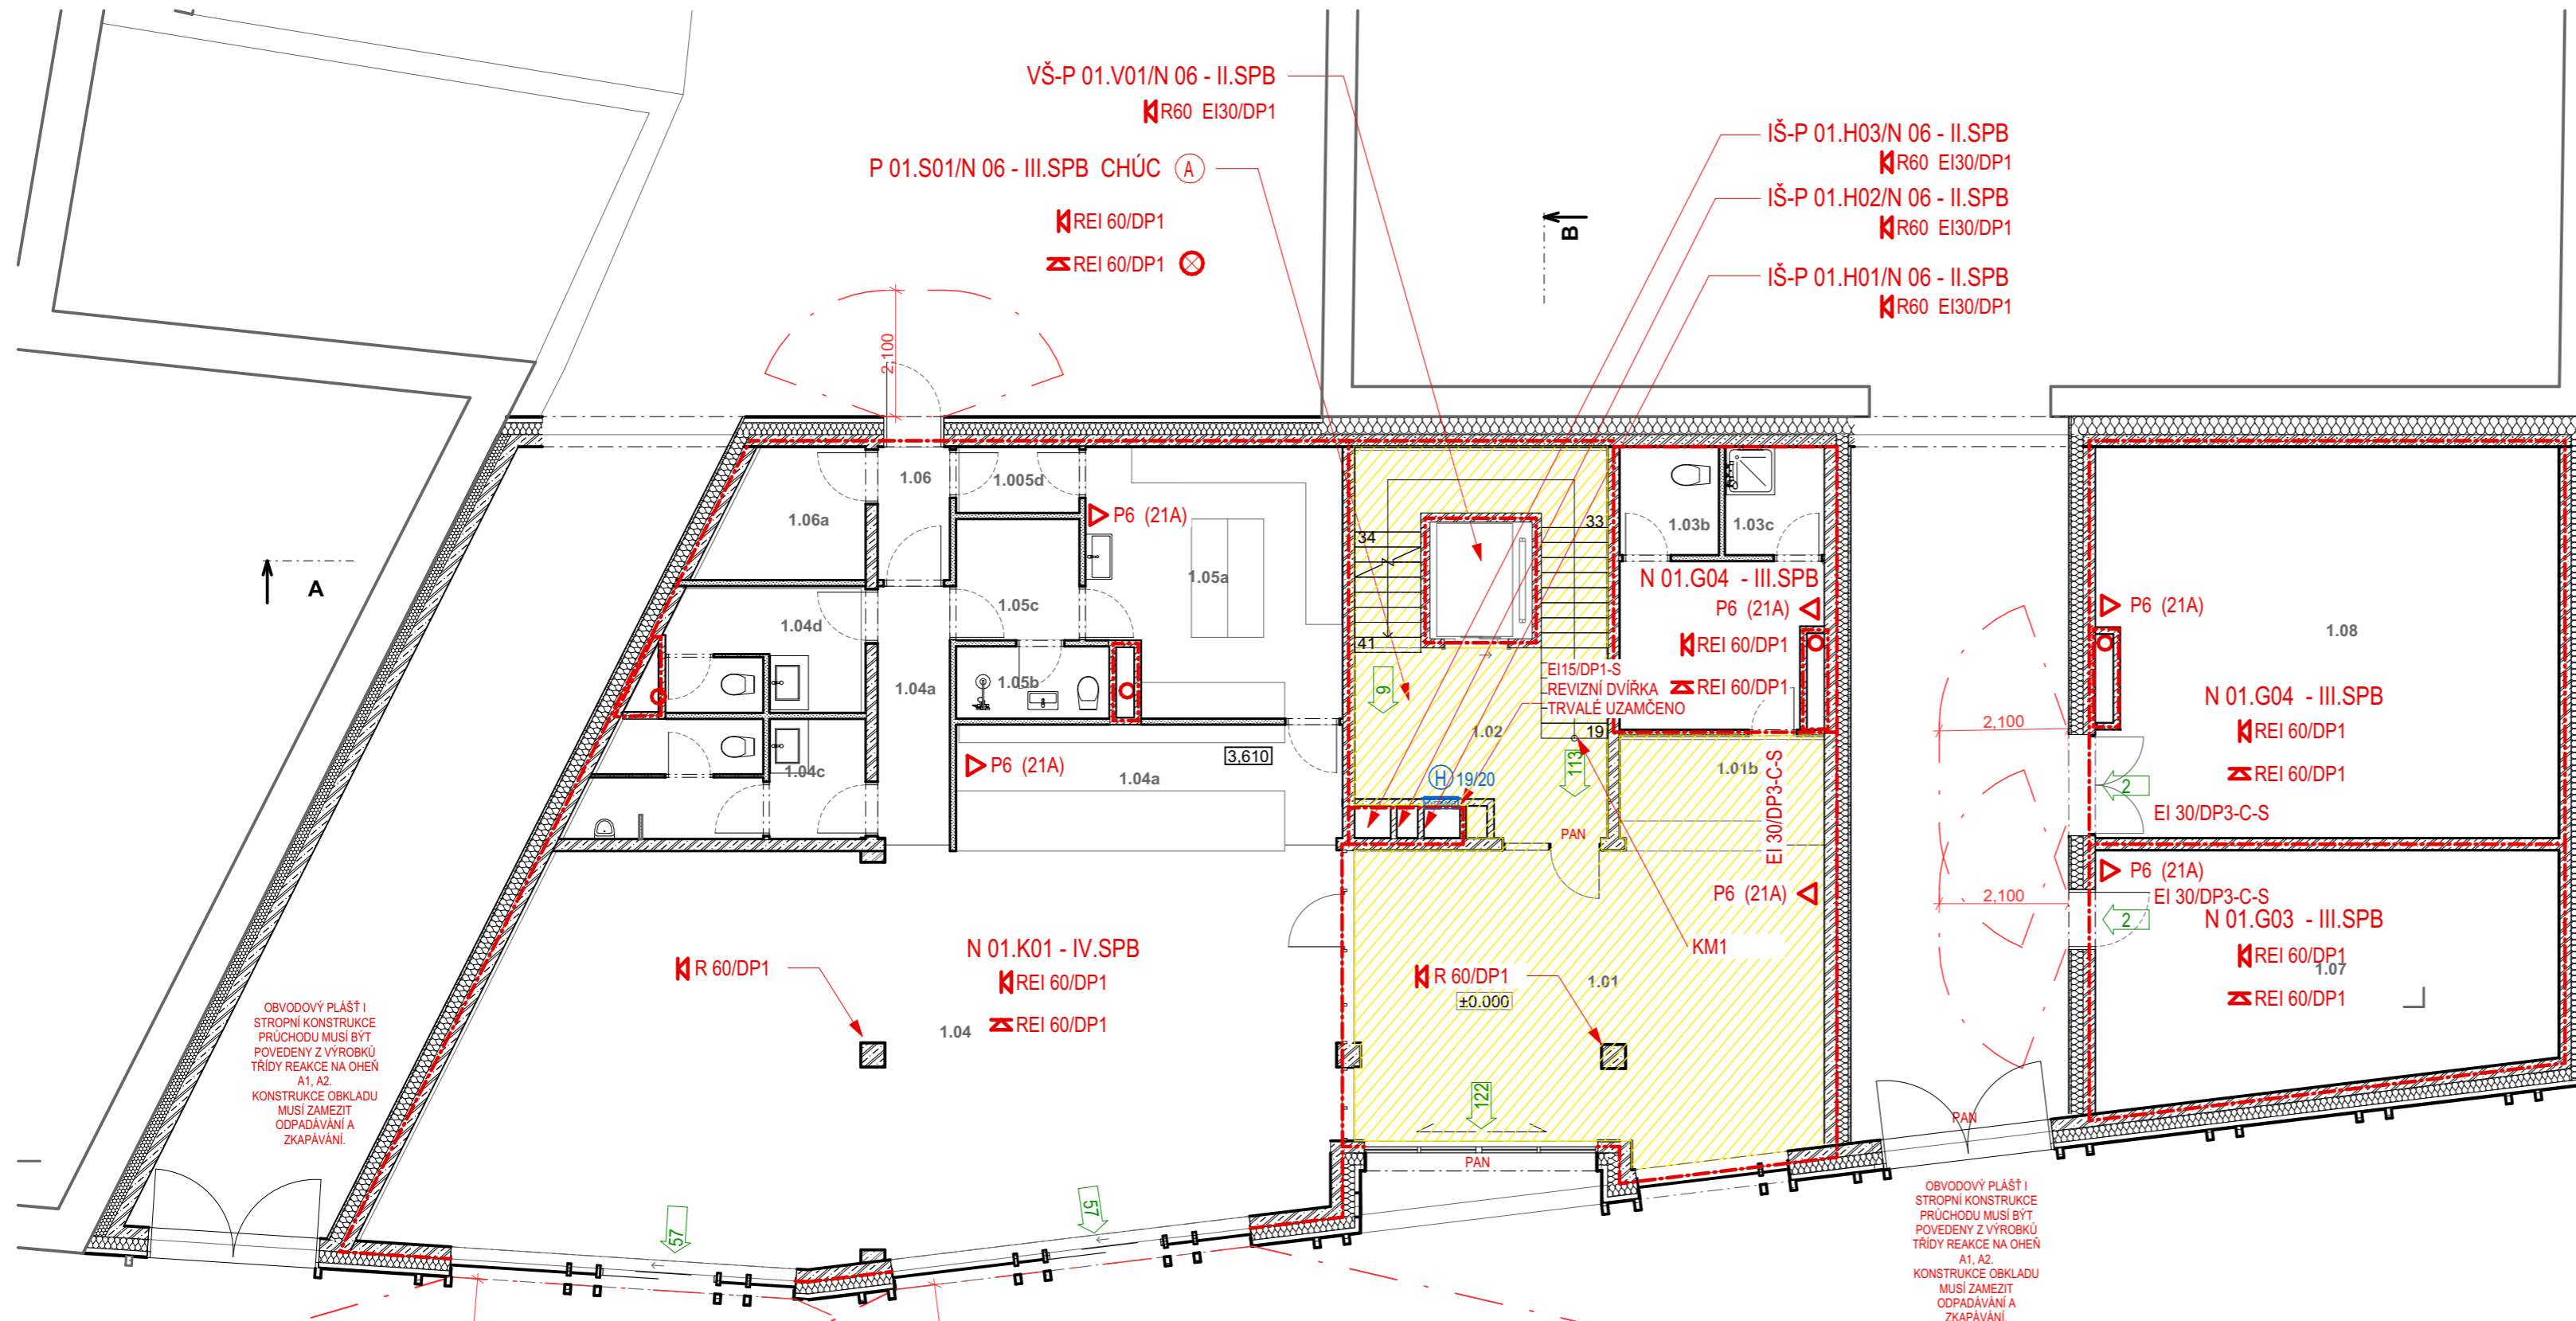 VŠ-P 01.V01/N 06 - II.SPB
R60 EI30/DP1
P 01.S01/N 06 - III.SPB CHÚC A
REI 60/DP1
REI 60/DP1
IŠ-P 01.H03/N 06 - II.SPB
R60 EI30/DP1
IŠ-P 01.H02/N 06 - II.SPB
R60 EI30/DP1
IŠ-P 01.H01/N 06 - II.SPB
R60 EI30/DP1
B
A
2,100
1.06
1.005d
1.06a
P6 (21A)
1.05a
1.05c
1.04d
1.05b
1.04a
1.04c
P6 (21A)
3,610
1.04a
34
33
41
9
1.02
19
113
H 19/20
PAN
EI15/DP1-S
REVIZNÍ DVÍŘKA
TRVALÉ UZAMČENO
1.03b
1.03c
N 01.G04 - III.SPB
P6 (21A)
REI 60/DP1
REI 60/DP1
1.01b
EI 30/DP3-C-S
P6 (21A)
KM1
R 60/DP1
±0.000
1.01
122
PAN
N 01.K01 - IV.SPB
REI 60/DP1
REI 60/DP1
R 60/DP1
1.04
57
57
OBVODOVÝ PLÁŠŤ I
STROPNÍ KONSTRUKCE
PRŮCHODU MUSÍ BÝT
POVEDENY Z VÝROBKŮ
TŘÍDY REAKCE NA OHEŇ
A1, A2.
KONSTRUKCE OBKLADU
MUSÍ ZAMEZIT
ODPADÁVÁNÍ A
ZKAPÁVÁNÍ.
P6 (21A)
1.08
N 01.G04 - III.SPB
REI 60/DP1
REI 60/DP1
2,100
2
EI 30/DP3-C-S
P6 (21A)
EI 30/DP3-C-S
2,100
2
N 01.G03 - III.SPB
REI 60/DP1
1.07
REI 60/DP1
PAN
OBVODOVÝ PLÁŠŤ I
STROPNÍ KONSTRUKCE
PRŮCHODU MUSÍ BÝT
POVEDENY Z VÝROBKŮ
TŘÍDY REAKCE NA OHEŇ
A1, A2.
KONSTRUKCE OBKLADU
MUSÍ ZAMEZIT
ODPADÁVÁNÍ A
ZKAPÁVÁNÍ.